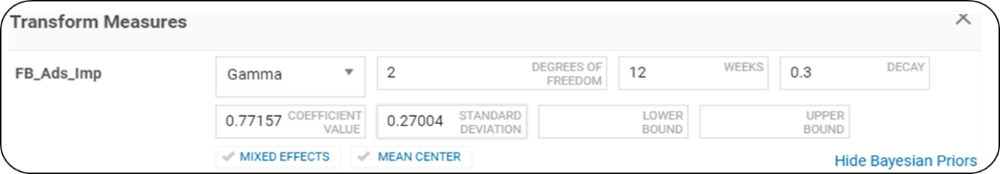 Transform Measures
FB_Ads_Imp
Gamma
2 DEGREES OF
FREEDOM
12 WEEKS
0.3 DECAY
0.77157 COEFFICIENT
VALUE
0.27004 STANDARD
DEVIATION
LOWER
BOUND
UPPER
BOUND
MIXED EFFECTS
MEAN CENTER
Hide Bayesian Priors